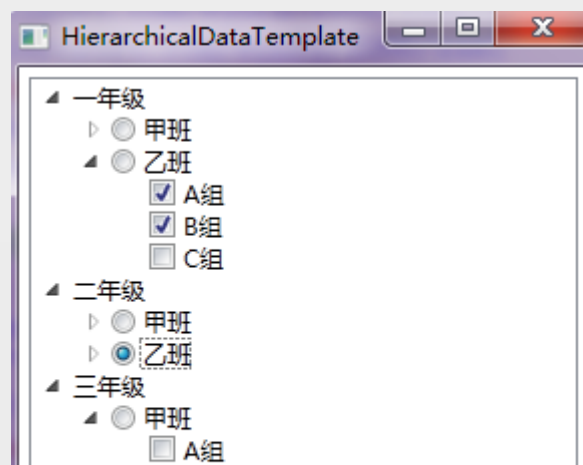 HierarchicalDataTemplate
一年级
甲班
乙班
A组
B组
C组
二年级
甲班
乙班
三年级
甲班
A组